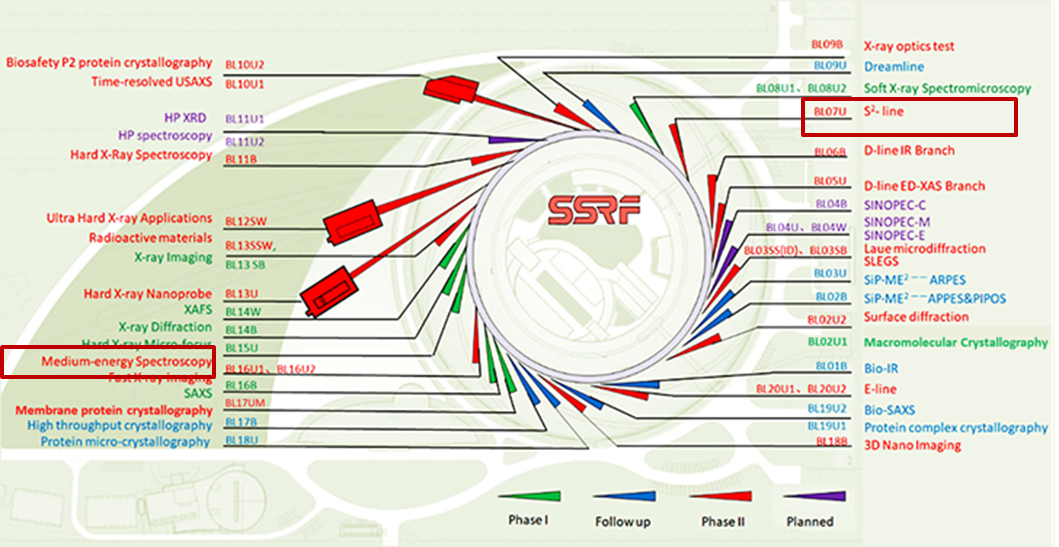 Biosafety P2 protein crystallography BL10U2
Time-resolved USAXS BL10U1
HP XRD BL11U1
HP spectroscopy BL11U2
Hard X-Ray Spectroscopy BL11B
Ultra Hard X-ray Applications BL12SW
Radioactive materials BL13SSW,
X-ray Imaging BL13 SB
Hard X-ray Nanoprobe BL13U
XAFS BL14W
X-ray Diffraction BL14B
Hard X-ray Micro-focus BL15U
Medium-energy Spectroscopy BL16U1、BL16U2
Fast X-ray Imaging
SAXS BL16B
Membrane protein crystallography BL17UM
High throughput crystallography BL17B
Protein micro-crystallography BL18U
SSRF
BL09B X-ray optics test
BL09U Dreamline
BL08U1、BL08U2 Soft X-ray Spectromicroscopy
BL07U S²- line
BL06B D-line IR Branch
BL05U D-line ED-XAS Branch
BL04B SINOPEC-C
BL04U、BL04W SINOPEC-M
SINOPEC-E
BL03SS(ID)、BL03SB Laue microdiffraction
SLEGS
BL03U SiP-ME²−− ARPES
BL02B SiP-ME²−−APPES&PIPOS
BL02U2 Surface diffraction
BL02U1 Macromolecular Crystallography
BL01B Bio-IR
BL20U1、BL20U2 E-line
BL19U2 Bio-SAXS
BL19U1 Protein complex crystallography
BL18B 3D Nano Imaging
Phase I
Follow up
Phase II
Planned
2